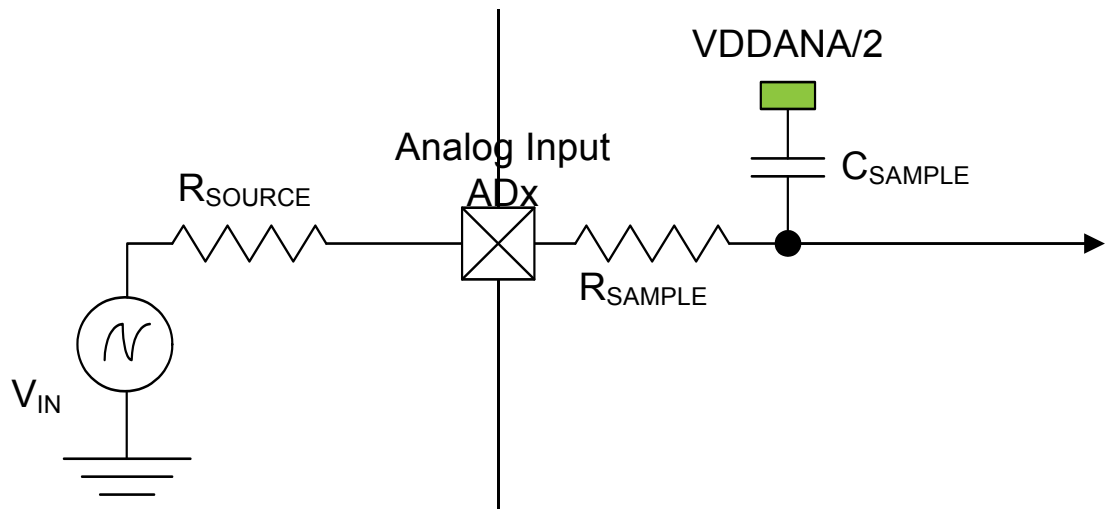 VDDANA/2
Analog Input
ADx
CSAMPLE
RSOURCE
RSAMPLE
VIN